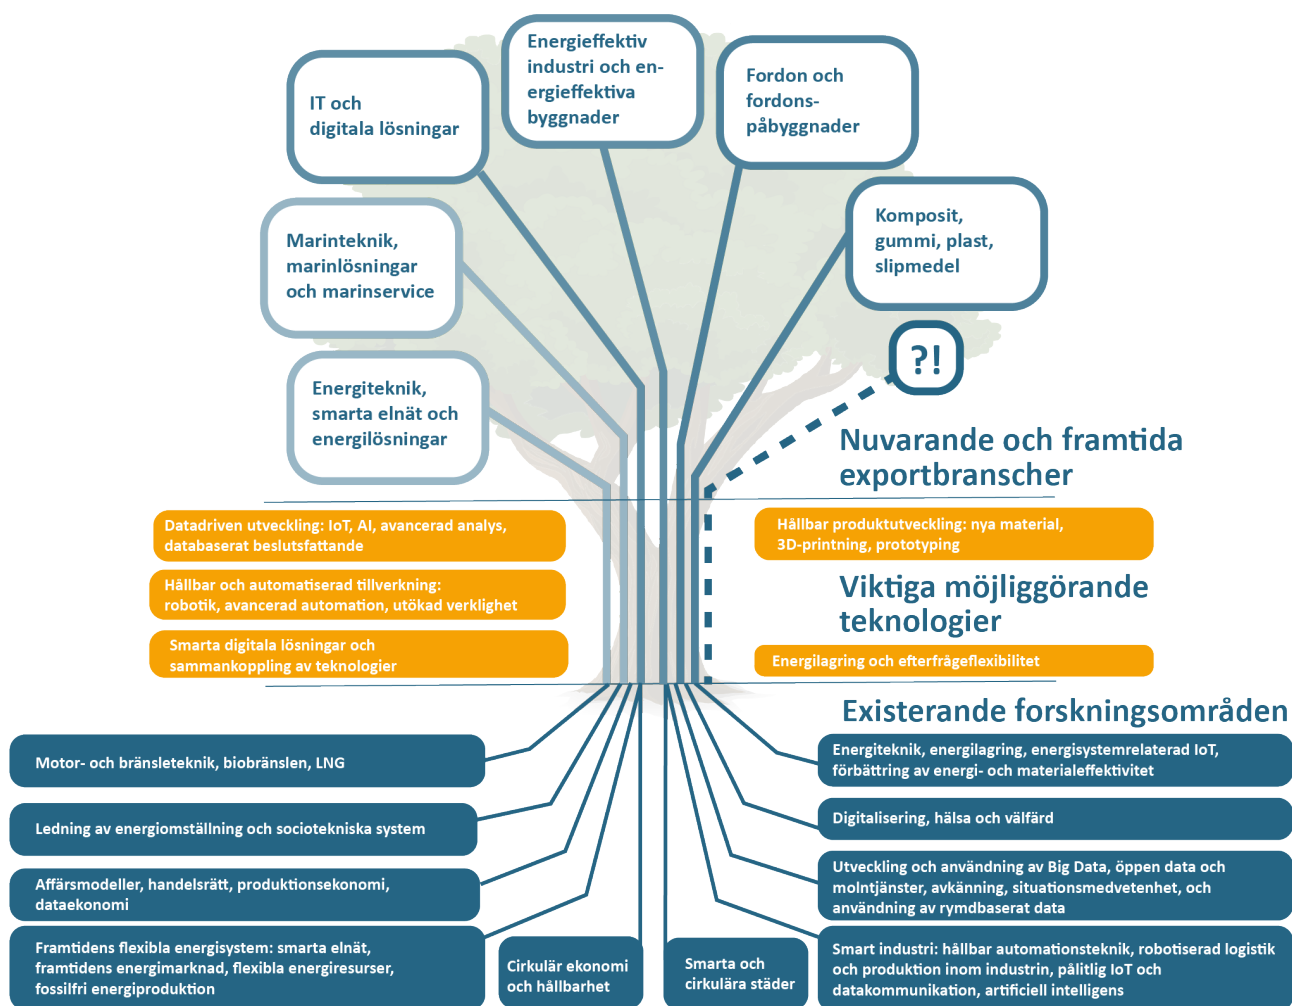 Energieffektiv
industri och en-
ergieffektiva
byggnader
IT och
digitala lösningar
Fordon och
fordons-
påbyggnader
Marinteknik,
marinlösningar
och marinservice
Komposit,
gummi, plast,
slipmedel
?!
Energiteknik,
smarta elnät och
energilösningar
Nuvarande och framtida
exportbranscher
Datadriven utveckling: IoT, AI, avancerad analys,
databaserat beslutsfattande
Hållbar och automatiserad tillverkning:
robotik, avancerad automation, utökad verklighet
Smarta digitala lösningar och
sammankoppling av teknologier
Hållbar produktutveckling: nya material,
3D-printning, prototyping
Viktiga möjliggörande
teknologier
Energilagring och efterfrågeflexibilitet
Existerande forskningsområden
Motor- och bränsleteknik, biobränslen, LNG
Ledning av energiomställning och sociotekniska system
Affärsmodeller, handelsrätt, produktionsekonomi,
dataekonomi
Framtidens flexibla energisystem: smarta elnät,
framtidens energimarknad, flexibla energiresurser,
fossilfri energiproduktion
Cirkulär ekonomi
och hållbarhet
Smarta och
cirkulära städer
Energiteknik, energilagring, energisystemrelaterad IoT,
förbättring av energi- och materialeffektivitet
Digitalisering, hälsa och välfärd
Utveckling och användning av Big Data, öppen data och
molntjänster, avkänning, situationsmedvetenhet, och
användning av rymdbaserat data
Smart industri: hållbar automationsteknik, robotiserad logistik
och produktion inom industrin, pålitlig IoT och
datakommunikation, artificiell intelligens